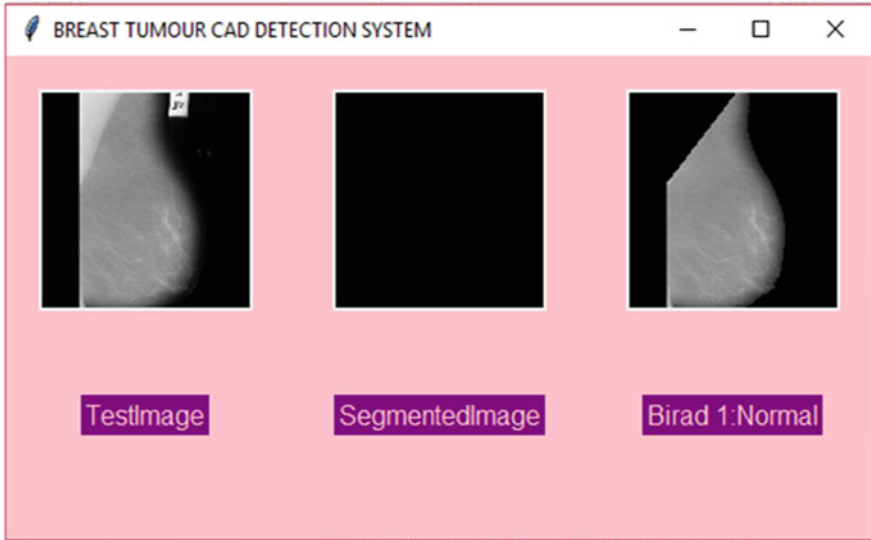 BREAST TUMOUR CAD DETECTION SYSTEM
TestImage
SegmentedImage
Birad 1:Normal